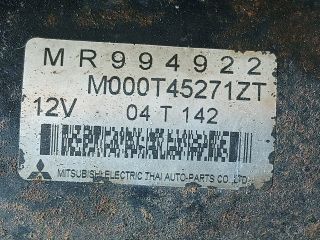 MR994922
M000T45271ZT
12V 04 T 142
MITSUBISHI ELECTRIC THAI AUTO-PARTS CO.,LTD.